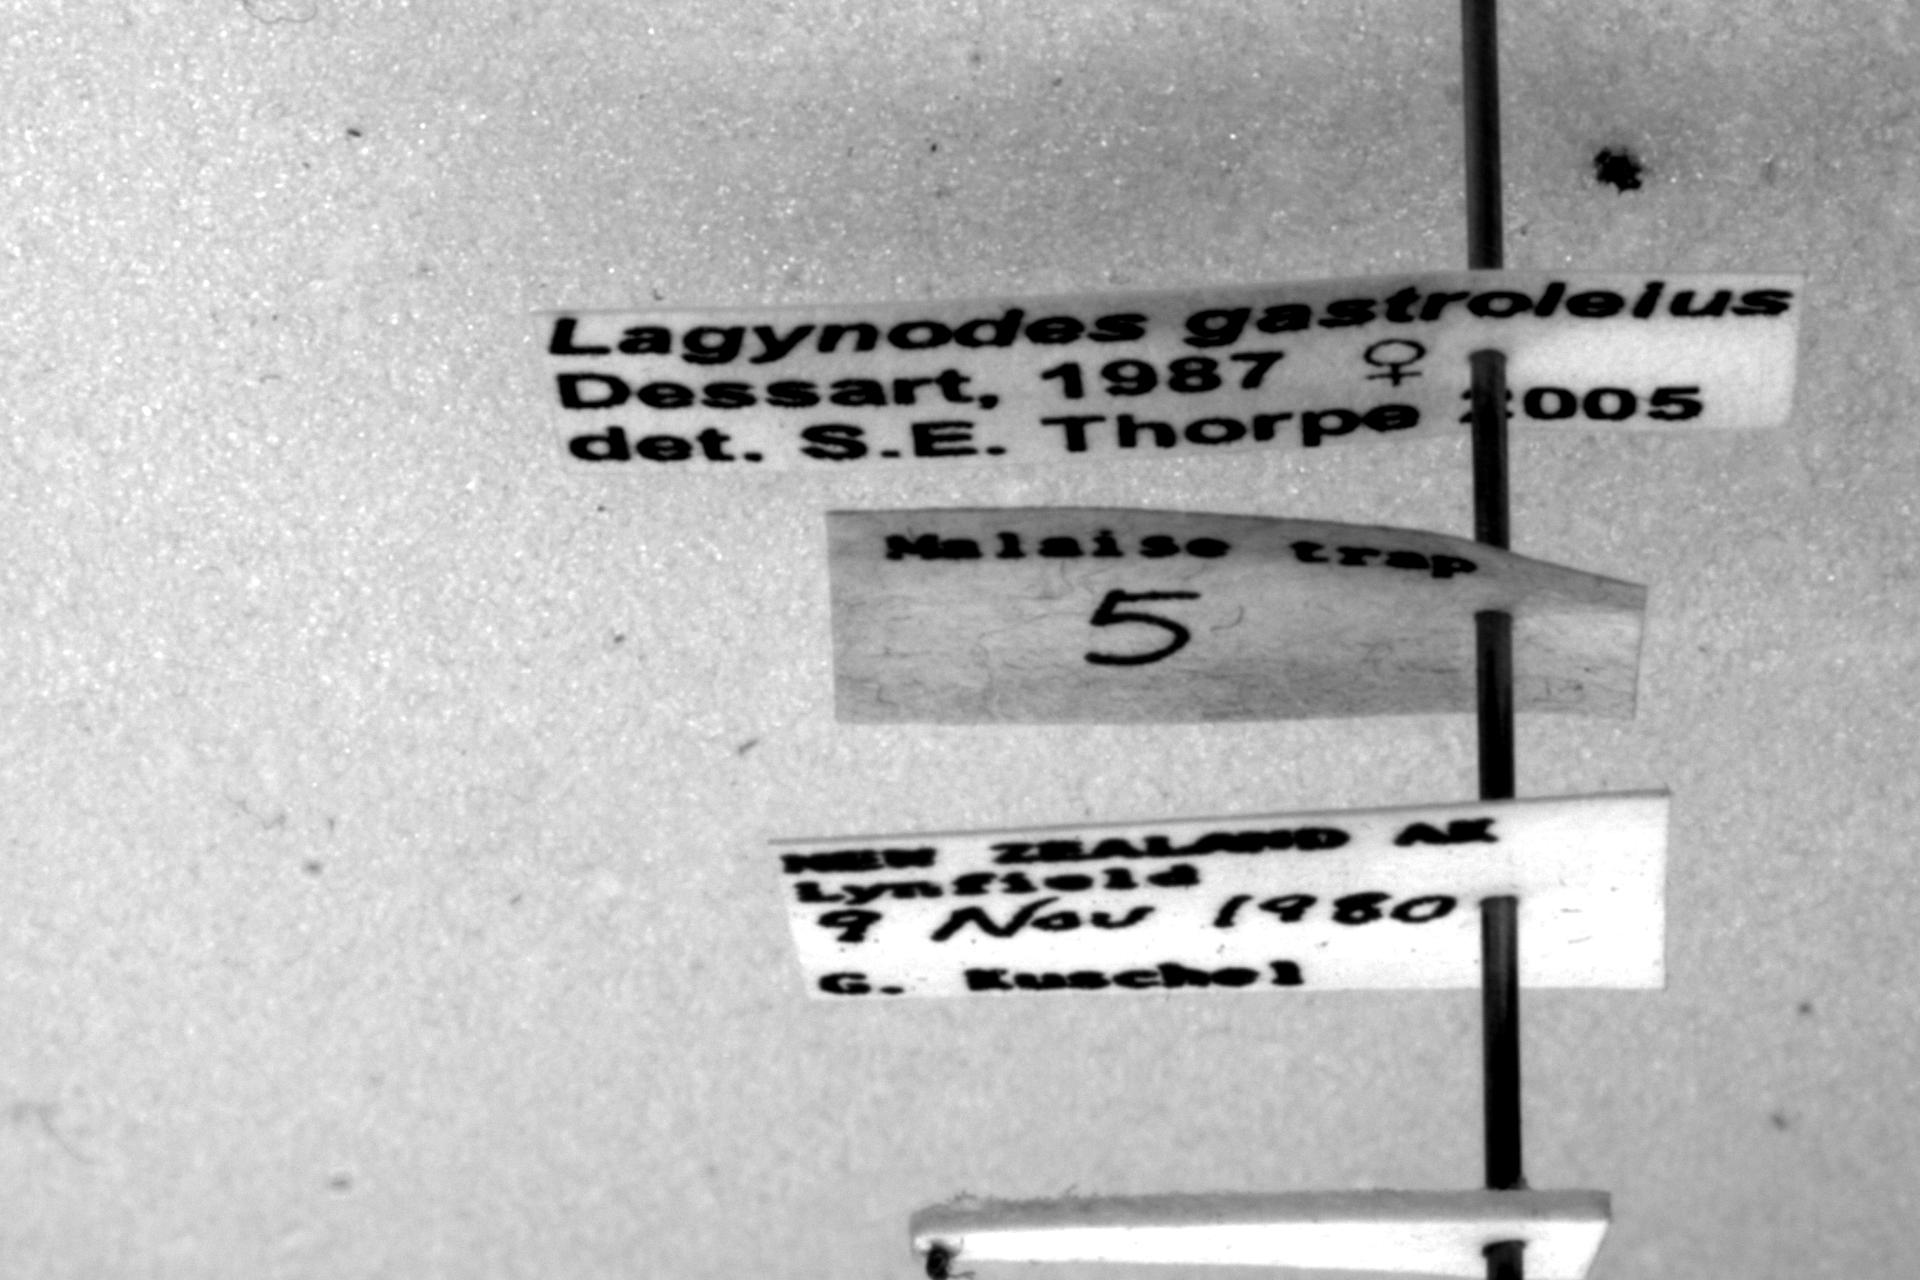 Lagynodes gastroleius
Dessart, 1987 ♀
det. S.E. Thorpe 2005
Malaise trap
5
NEW ZEALAND AK
Lynfield
9 Nov 1980
G. Kuschel